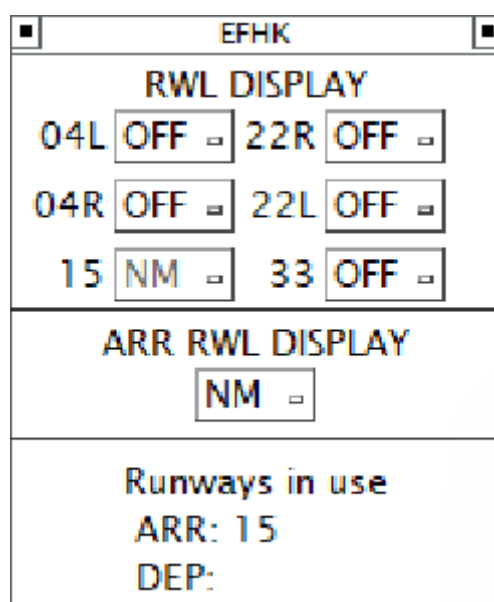 EFHK
RWL DISPLAY
04L OFF 22R OFF
04R OFF 22L OFF
15 NM 33 OFF
ARR RWL DISPLAY
NM
Runways in use
ARR: 15
DEP: